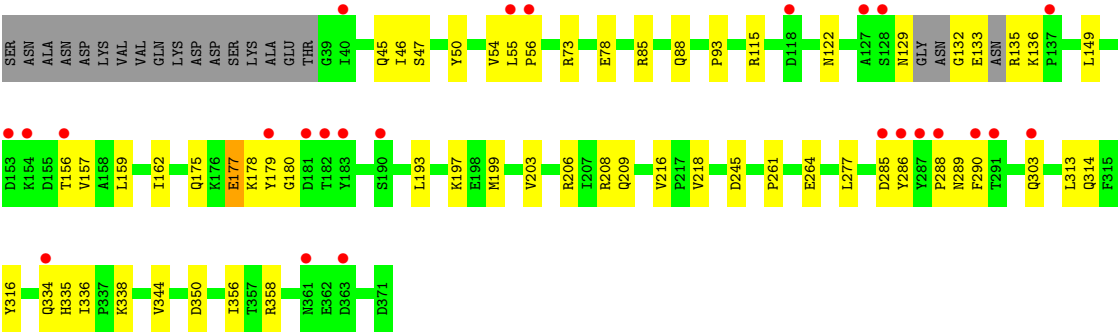 SER ASN ALA ASN ASP LYS VAL VAL GLN LYS ASP ASP SER LYS ALA GLU THR G39 I40 Q45 I46 S47 Y50 V54 L55 P56 R73 E78 R85 Q88 P93 R115 D118 N122 A127 S128 N129 GLY ASN G132 E133 ASN R135 K136 P137 L149
D153 K154 D155 T156 V157 A158 L159 I162 Q175 K176 E177 K178 Y179 G180 D181 T182 Y183 S190 L193 K197 E198 M199 V203 R206 I207 R208 Q209 V216 P217 V218 D245 P261 E264 L277 D285 Y286 Y287 P288 N289 F290 T291 Q303 L313 Q314 F315
Y316 Q334 H335 I336 P337 K338 V344 D350 I356 T357 R358 N361 E362 D363 D371